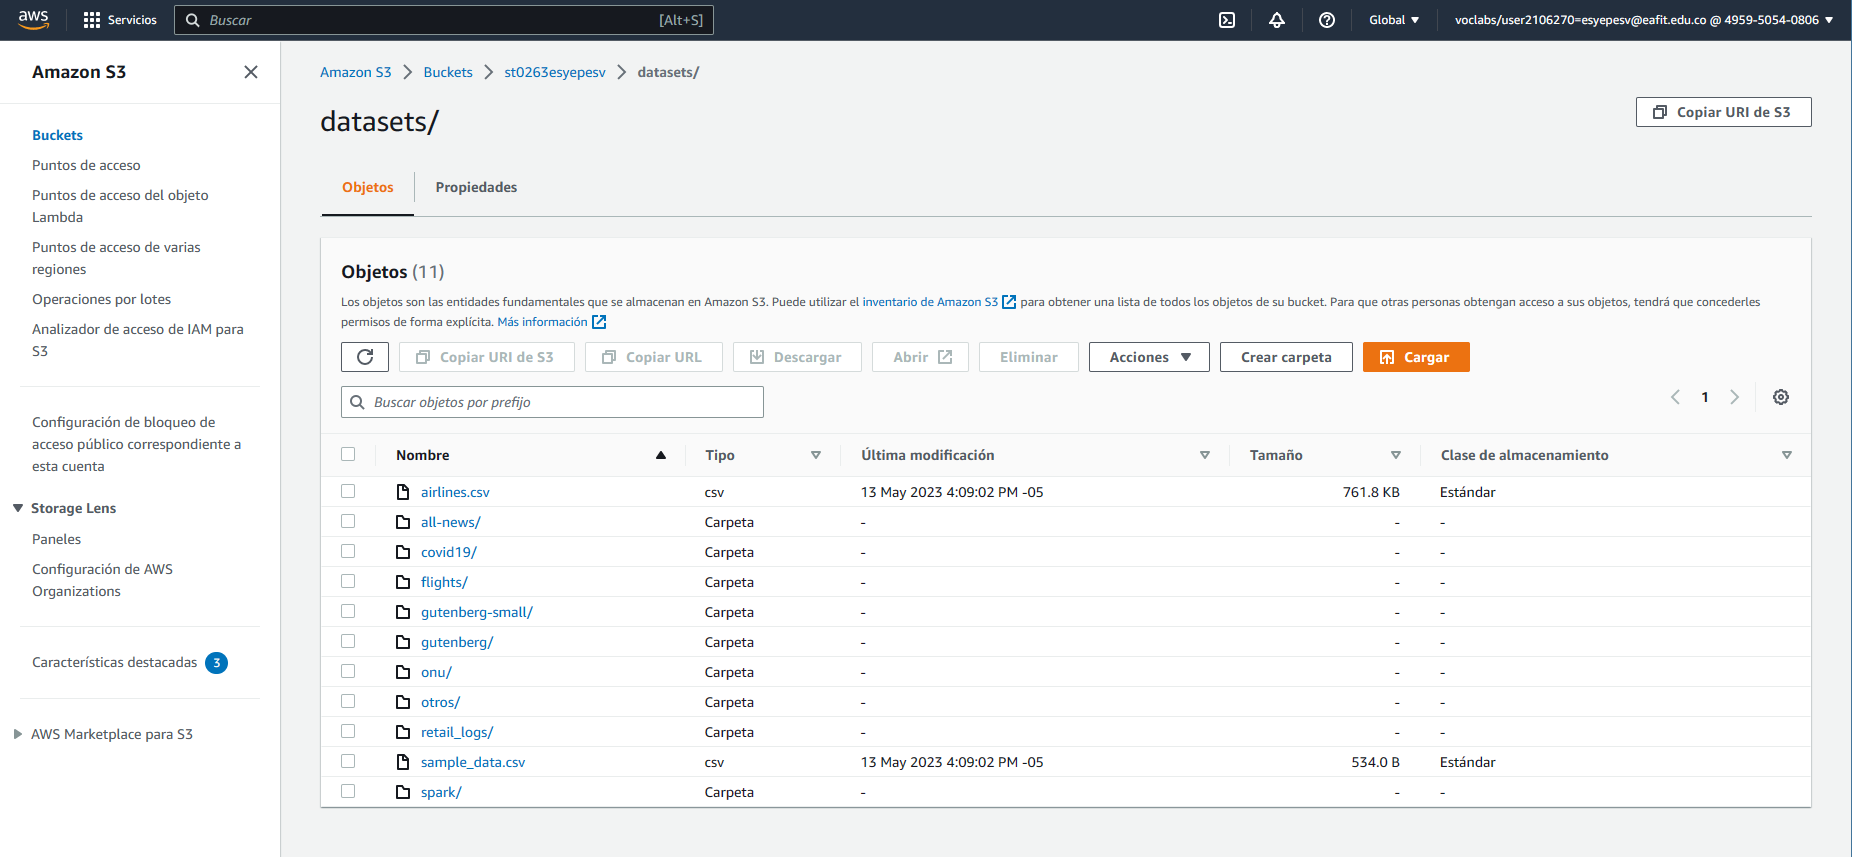 aws
Servicios
Buscar [Alt+S]
Global
voclabs/user2106270=esyepesv@eafit.edu.co @ 4959-5054-0806
Amazon S3
Buckets
Puntos de acceso
Puntos de acceso del objeto
Lambda
Puntos de acceso de varias
regiones
Operaciones por lotes
Analizador de acceso de IAM para
S3
Configuración de bloqueo de
acceso público correspondiente a
esta cuenta
Storage Lens
Paneles
Configuración de AWS
Organizations
Características destacadas 3
AWS Marketplace para S3
Amazon S3 Buckets st0263esyepesv datasets/
datasets/
Copiar URI de S3
Objetos Propiedades
Objetos (11)
Los objetos son las entidades fundamentales que se almacenan en Amazon S3. Puede utilizar el inventario de Amazon S3 para obtener una lista de todos los objetos de su bucket. Para que otras personas obtengan acceso a sus objetos, tendrá que concederles
permisos de forma explícita. Más información
Copiar URI de S3 Copiar URL Descargar Abrir Eliminar Acciones Crear carpeta Cargar
Buscar objetos por prefijo
1
Nombre Tipo Última modificación Tamaño Clase de almacenamiento
airlines.csv csv 13 May 2023 4:09:02 PM -05 761.8 KB Estándar
all-news/ Carpeta - - -
covid19/ Carpeta - - -
flights/ Carpeta - - -
gutenberg-small/ Carpeta - - -
gutenberg/ Carpeta - - -
onu/ Carpeta - - -
otros/ Carpeta - - -
retail_logs/ Carpeta - - -
sample_data.csv csv 13 May 2023 4:09:02 PM -05 534.0 B Estándar
spark/ Carpeta - - -